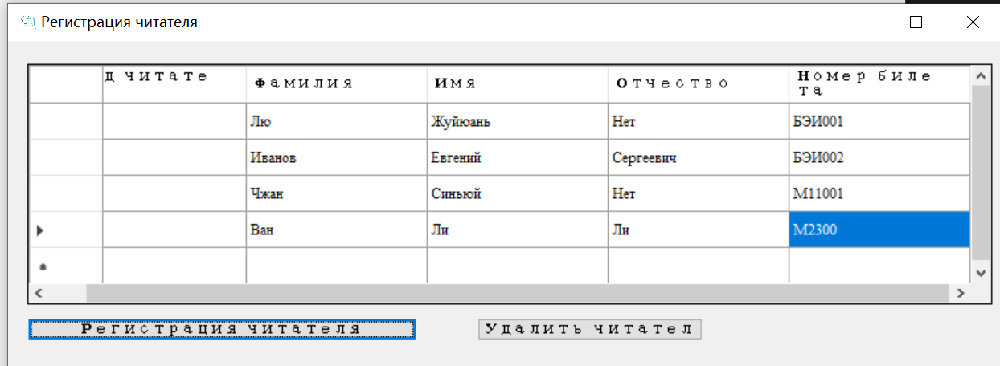 Регистрация читателя
д читате Фамилия Имя Отчество Номер биле
та
Лю Жуйюань Нет БЭИ001
Иванов Евгений Сергеевич БЭИ002
Чжан Синьюй Нет М11001
Ван Ли Ли М2300
Регистрация читателя Удалить читател